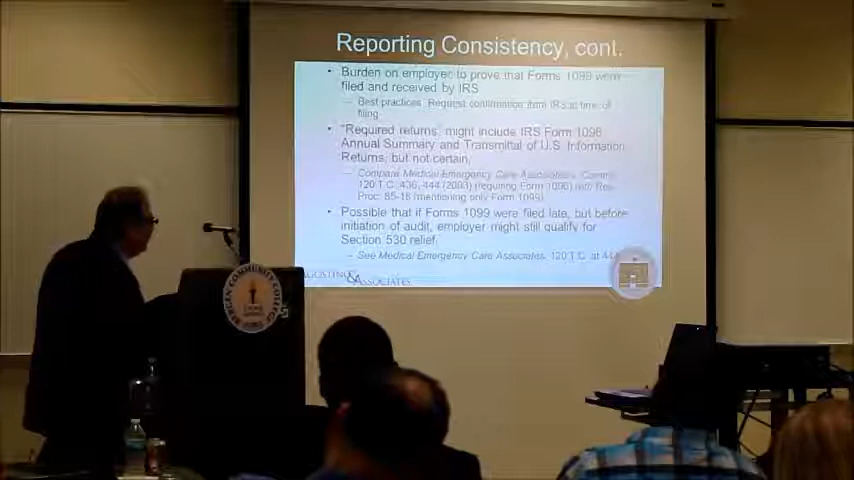 Reporting Consistency, cont.
• Burden on employer to prove that Forms 1099 were
filed and received by IRS
– Best practices: Request confirmation from IRS at time of
filing.
• "Required returns" might include IRS Form 1096
Annual Summary and Transmittal of U.S. Information
Returns, but not certain.
– Compare Medical Emergency Care Associates v. Comm.,
120 T.C. 436, 444 (2003) (requiring Form 1096) with Rev.
Proc. 85-18 (mentioning only Form 1099).
• Possible that if Forms 1099 were filed late, but before
initiation of audit, employer might still qualify for
Section 530 relief.
– See Medical Emergency Care Associates, 120 T.C. at
& ASSOCIATES
BERGEN COMMUNITY COLLEGE